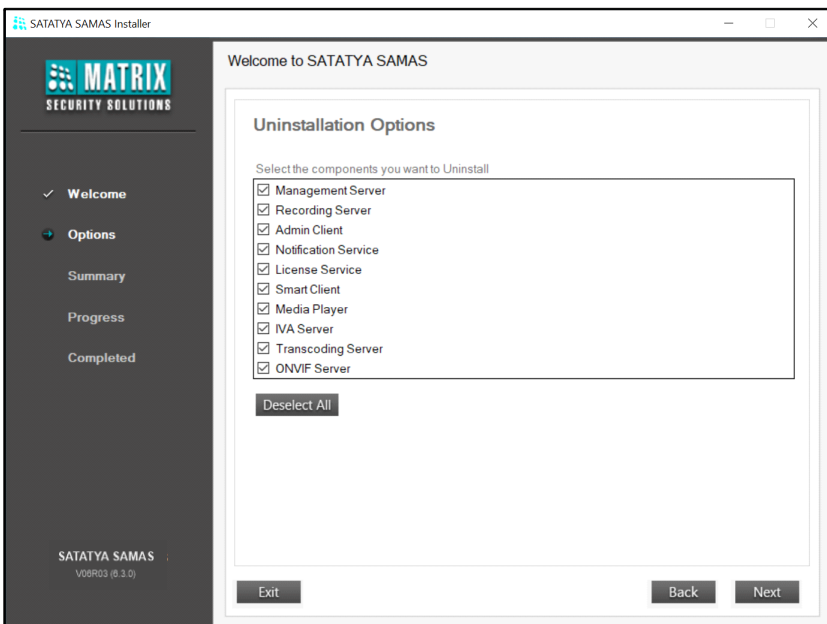 SATATYA SAMAS Installer
MATRIX
SECURITY SOLUTIONS
Welcome
Options
Summary
Progress
Completed
SATATYA SAMAS
V06R03 (6.3.0)
Welcome to SATATYA SAMAS
Uninstallation Options
Select the components you want to Uninstall
Management Server
Recording Server
Admin Client
Notification Service
License Service
Smart Client
Media Player
IVA Server
Transcoding Server
ONVIF Server
Deselect All
Exit
Back
Next